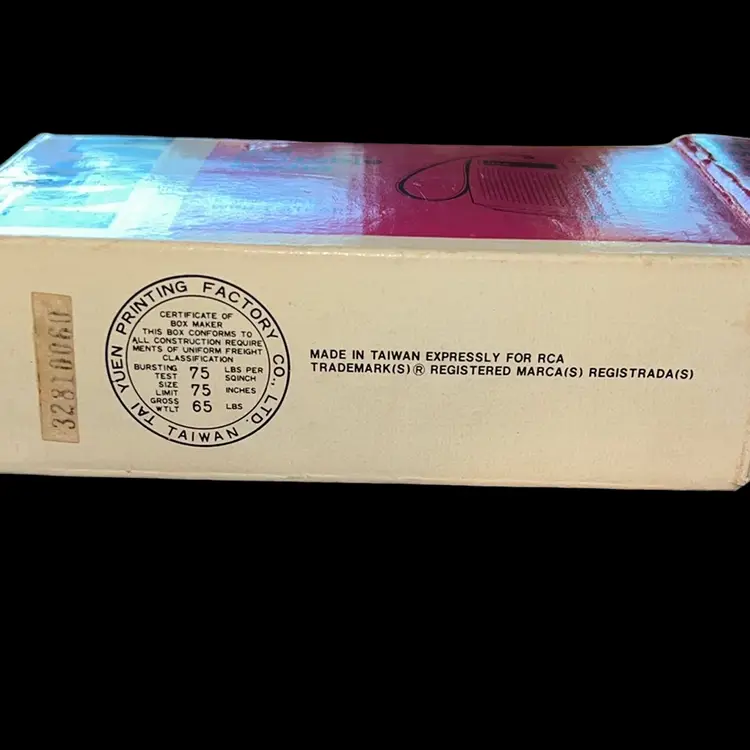 32810060
TAI YUEN PRINTING FACTORY CO., LTD.
TAIWAN
CERTIFICATE OF
BOX MAKER
THIS BOX CONFORMS TO
ALL CONSTRUCTION REQUIRE
MENTS OF UNIFORM FREIGHT
CLASSIFICATION
BURSTING TEST 75 LBS PER SQINCH
SIZE LIMIT 75 INCHES
GROSS WTLT 65 LBS
MADE IN TAIWAN EXPRESSLY FOR RCA
TRADEMARK(S) ® REGISTERED MARCA(S) REGISTRADA(S)